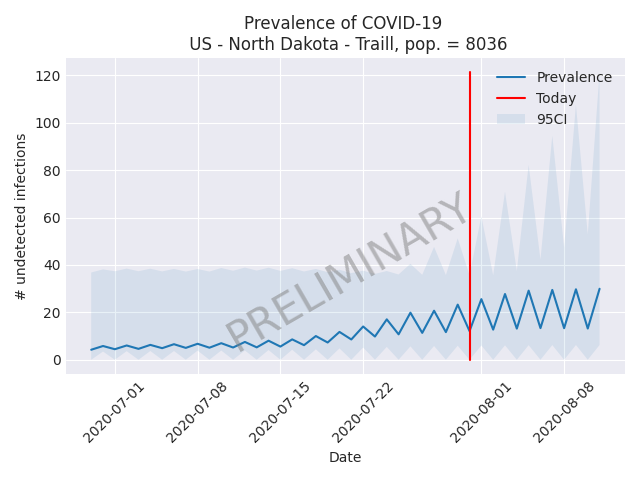 Prevalence of COVID-19
US - North Dakota - Traill, pop. = 8036
120
100
80
60
40
20
0
# undetected infections
Prevalence
Today
95CI
PRELIMINARY
2020-07-01
2020-07-08
2020-07-15
2020-07-22
2020-08-01
2020-08-08
Date